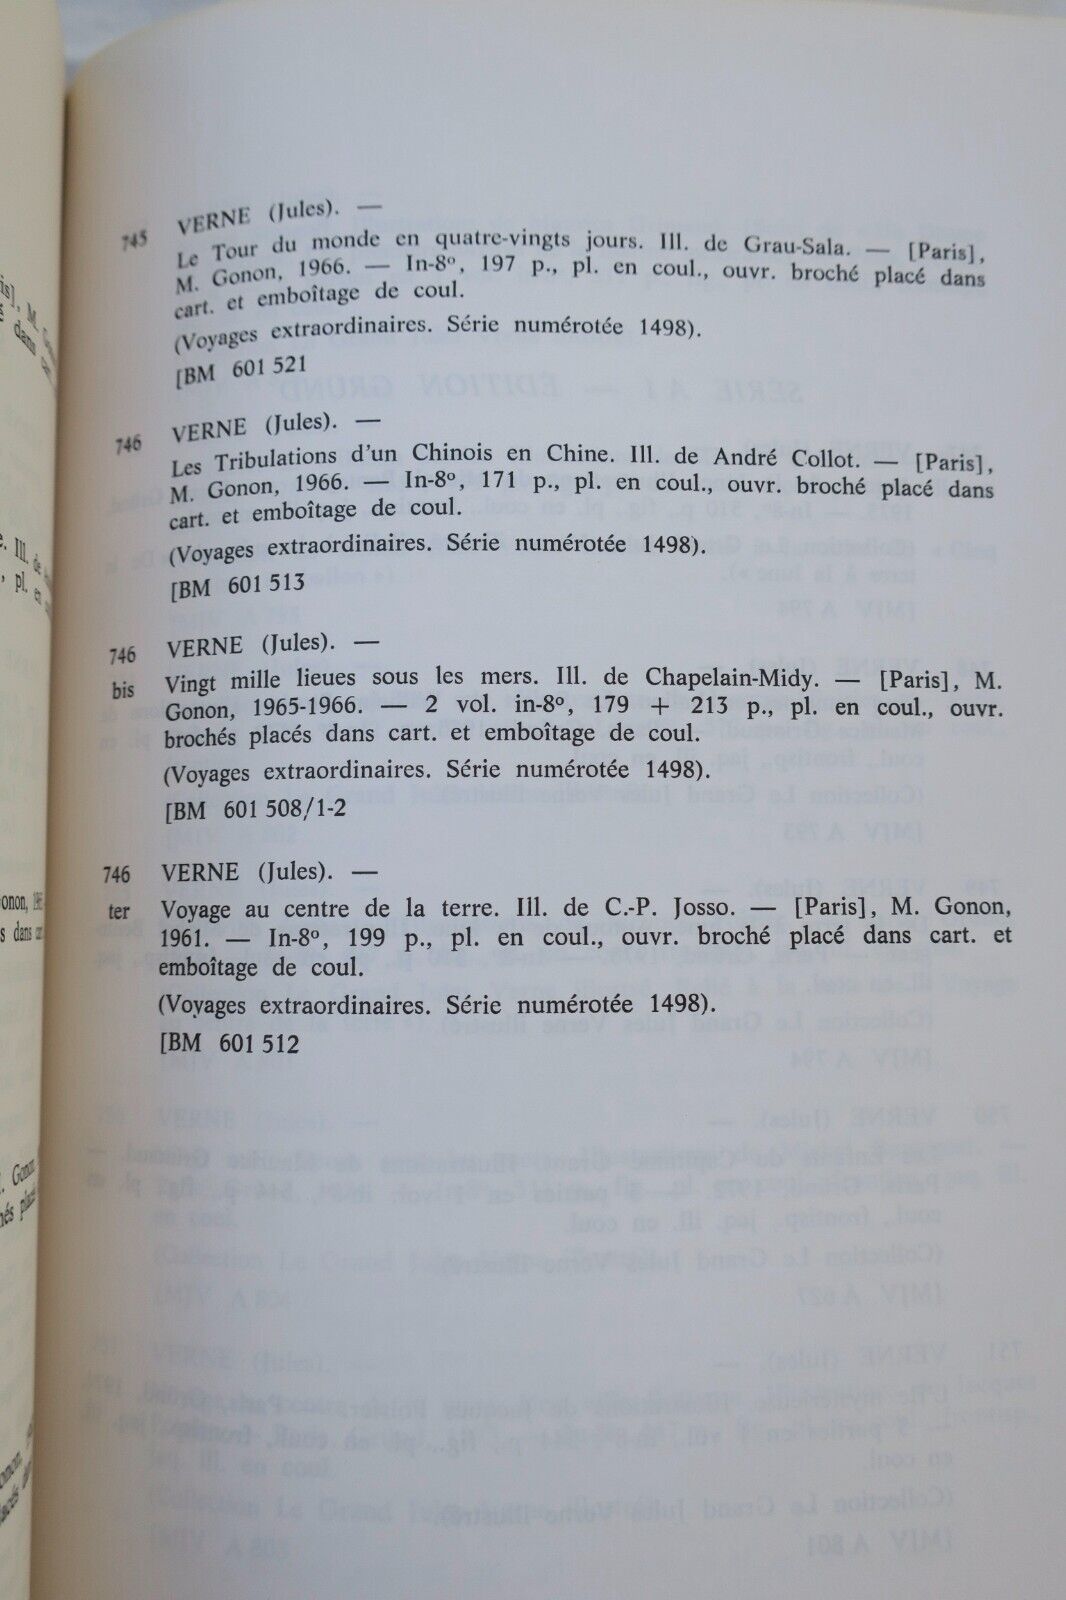 745 VERNE (Jules). —
Le Tour du monde en quatre-vingts jours. Ill. de Grau-Sala. — [Paris],
M. Gonon, 1966. — In-8º, 197 p., pl. en coul., ouvr. broché placé dans
cart. et emboîtage de coul.
(Voyages extraordinaires. Série numérotée 1498).
[BM 601 521
746 VERNE (Jules). —
Les Tribulations d'un Chinois en Chine. Ill. de André Collot. — [Paris],
M. Gonon, 1966. — In-8º, 171 p., pl. en coul., ouvr. broché placé dans
cart. et emboîtage de coul.
(Voyages extraordinaires. Série numérotée 1498).
[BM 601 513
746 VERNE (Jules). —
bis Vingt mille lieues sous les mers. Ill. de Chapelain-Midy. — [Paris], M.
Gonon, 1965-1966. — 2 vol. in-8º, 179 + 213 p., pl. en coul., ouvr.
brochés placés dans cart. et emboîtage de coul.
(Voyages extraordinaires. Série numérotée 1498).
[BM 601 508/1-2
746 VERNE (Jules). —
ter Voyage au centre de la terre. Ill. de C.-P. Josso. — [Paris], M. Gonon,
1961. — In-8º, 199 p., pl. en coul., ouvr. broché placé dans cart. et
emboîtage de coul.
(Voyages extraordinaires. Série numérotée 1498).
[BM 601 512